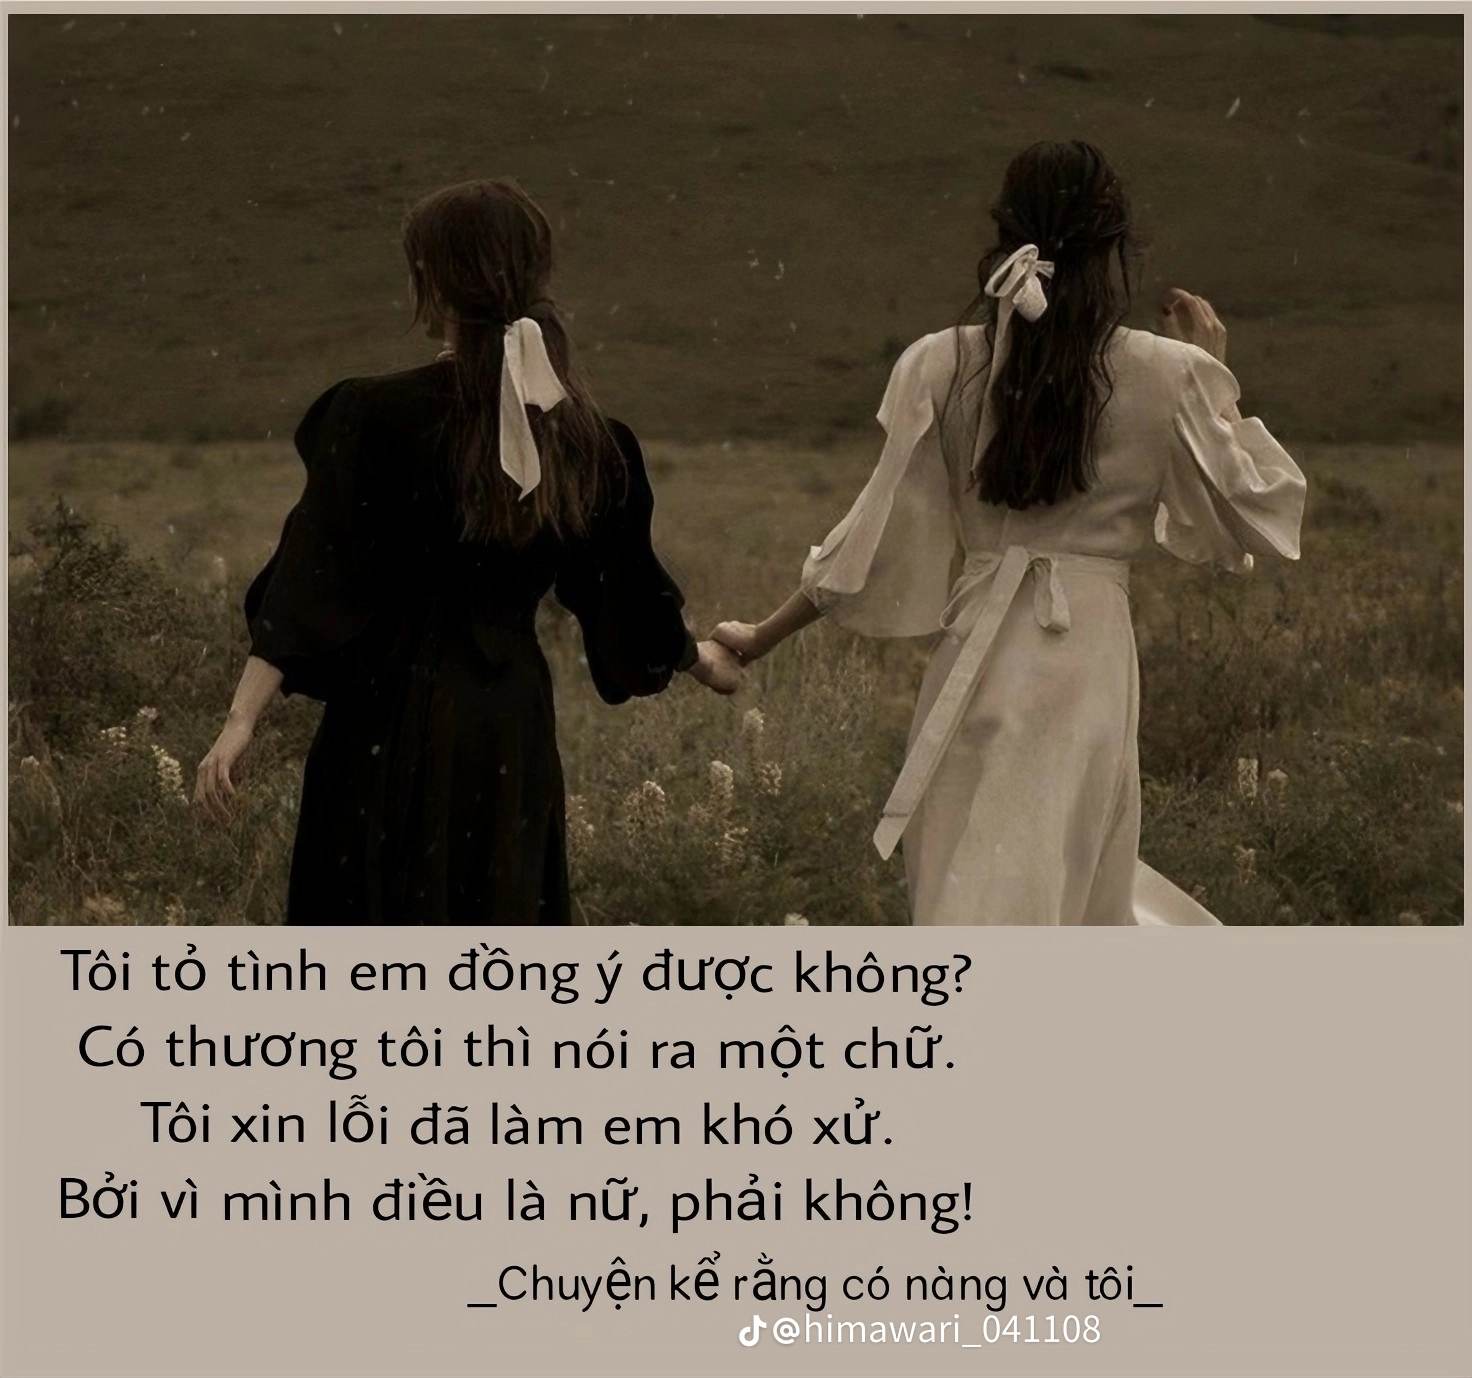 Tôi tỏ tình em đồng ý được không?
Có thương tôi thì nói ra một chữ.
Tôi xin lỗi đã làm em khó xử.
Bởi vì mình điều là nữ, phải không!
_Chuyện kể rằng có nàng và tôi_
@himawari_041108